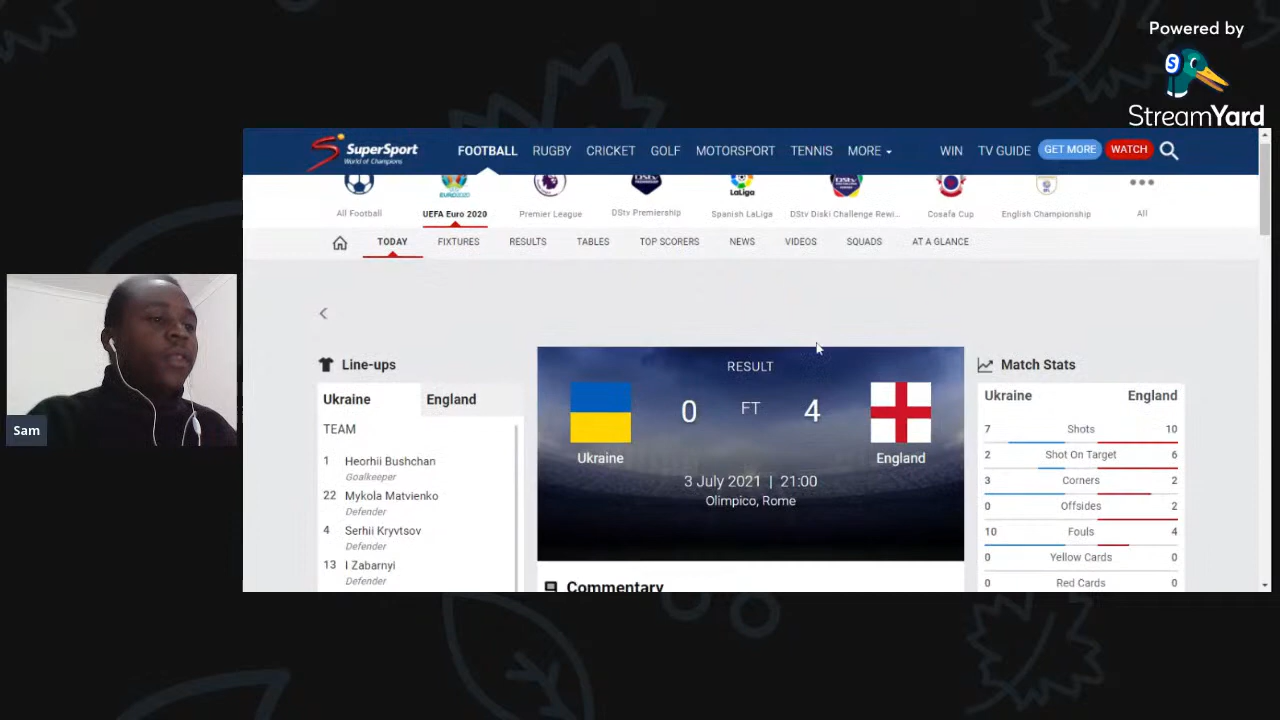 Powered by
S
StreamYard
SuperSport
World of Champions
FOOTBALL RUGBY CRICKET GOLF MOTORSPORT TENNIS MORE WIN TV GUIDE GET MORE WATCH
EURO2020 LaLiga
All Football UEFA Euro 2020 Premier League DStv Premiership Spanish LaLiga DStv Diski Challenge Rewi... Cosafa Cup English Championship All
TODAY FIXTURES RESULTS TABLES TOP SCORERS NEWS VIDEOS SQUADS AT A GLANCE
Sam
Line-ups
Ukraine England
TEAM
1 Heorhii Bushchan
Goalkeeper
22 Mykola Matvienko
Defender
4 Serhii Kryvtsov
Defender
13 I Zabarnyi
Defender
RESULT
0 FT 4
Ukraine England
3 July 2021 | 21:00
Olimpico, Rome
Commentary
Match Stats
Ukraine England
7 Shots 10
2 Shot On Target 6
3 Corners 2
0 Offsides 2
10 Fouls 4
0 Yellow Cards 0
0 Red Cards 0